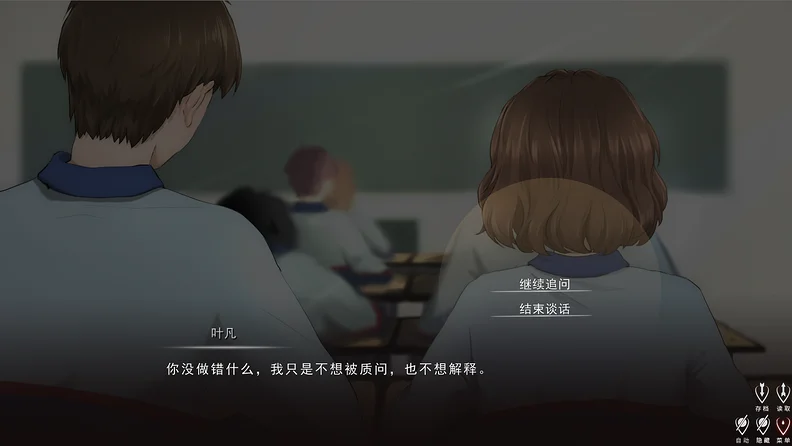 继续追问
结束谈话
叶凡
你没做错什么，我只是不想被质问，也不想解释。
存档 读取
自动 隐藏 菜单